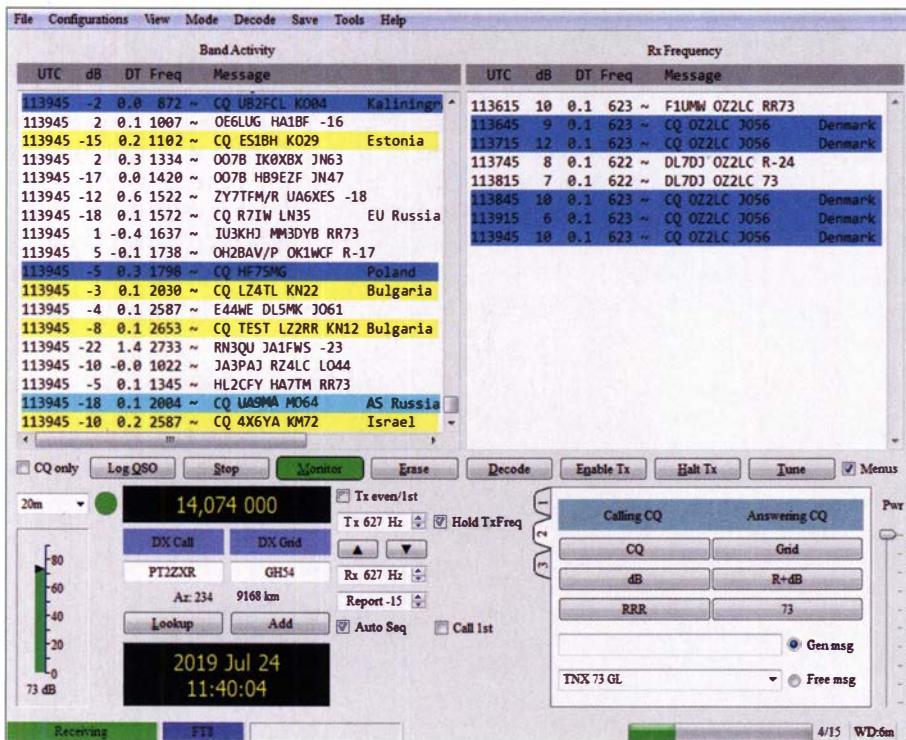 File Configurations View Mode Decode Save Tools Help
Band Activity
UTC dB DT Freq Message
113945 -2 0.0 872 ~ CQ UB2FCL KO04 Kaliningr
113945 2 0.1 1007 ~ OE6LUG HA1BF -16
113945 -15 0.2 1102 ~ CQ ES1BH KO29 Estonia
113945 2 0.3 1334 ~ OO7B IK0XBX JN63
113945 -17 0.0 1420 ~ OO7B HB9EZF JN47
113945 -12 0.6 1522 ~ ZY7TFM/R UA6XES -18
113945 -18 0.1 1572 ~ CQ R7IW LN35 EU Russia
113945 1 -0.4 1637 ~ IU3KHJ MM3DYB RR73
113945 5 -0.1 1738 ~ OH2BAV/P OK1WCF R-17
113945 -5 0.3 1798 ~ CQ HF75MG Poland
113945 -3 0.1 2030 ~ CQ LZ4TL KN22 Bulgaria
113945 -4 0.1 2587 ~ E44WE DL5MK JO61
113945 -8 0.1 2653 ~ CQ TEST LZ2RR KN12 Bulgaria
113945 -22 1.4 2733 ~ RN3QU JA1FWS -23
113945 -10 -0.0 1022 ~ JA3PAJ RZ4LC LO44
113945 -5 0.1 1345 ~ HL2CFY HA7TM RR73
113945 -18 0.1 2004 ~ CQ UA9MA MO64 AS Russia
113945 -10 0.2 2587 ~ CQ 4X6YA KM72 Israel
Rx Frequency
UTC dB DT Freq Message
113615 10 0.1 623 ~ F1UMW OZ2LC RR73
113645 9 0.1 623 ~ CQ OZ2LC JO56 Denmark
113715 12 0.1 623 ~ CQ OZ2LC JO56 Denmark
113745 8 0.1 622 ~ DL7DJ OZ2LC R-24
113815 7 0.1 622 ~ DL7DJ OZ2LC 73
113845 10 0.1 623 ~ CQ OZ2LC JO56 Denmark
113915 6 0.1 623 ~ CQ OZ2LC JO56 Denmark
113945 10 0.1 623 ~ CQ OZ2LC JO56 Denmark
CQ only Log QSO Stop Monitor Erase Decode Enable Tx Halt Tx Tune Menus
20m
14,074 000
DX Call DX Grid
PT2ZXR GH54
Az: 234 9168 km
Lookup Add
2019 Jul 24
11:40:04
80
60
40
20
0
73 dB
Tx even/1st
Tx 627 Hz Hold TxFreq
Rx 627 Hz
Report -15
Auto Seq Call 1st
1
2
3
Calling CQ Answering CQ
CQ Grid
dB R+dB
RRR 73
Gen msg
TNX 73 GL Free msg
Pwr
Receiving FT8 4/15 WD:6m